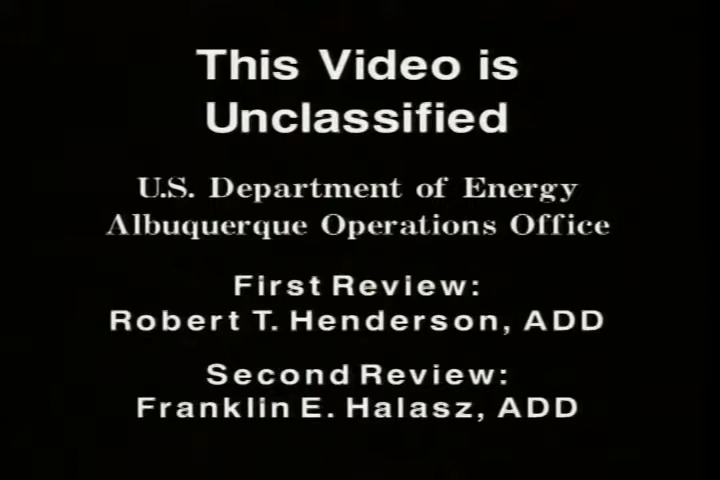 This Video is
Unclassified
U.S. Department of Energy
Albuquerque Operations Office
First Review:
Robert T. Henderson, ADD
Second Review:
Franklin E. Halasz, ADD